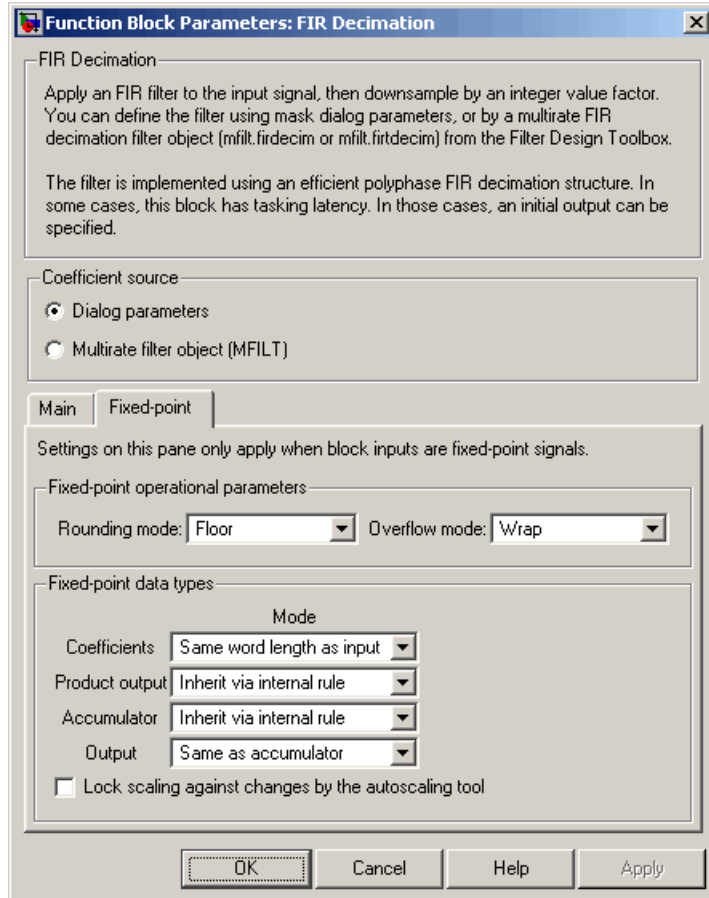 Function Block Parameters: FIR Decimation
FIR Decimation
Apply an FIR filter to the input signal, then downsample by an integer value factor.
You can define the filter using mask dialog parameters, or by a multirate FIR
decimation filter object (mfilt.firdecim or mfilt.firtdecim) from the Filter Design Toolbox.
The filter is implemented using an efficient polyphase FIR decimation structure. In
some cases, this block has tasking latency. In those cases, an initial output can be
specified.
Coefficient source
Dialog parameters
Multirate filter object (MFILT)
Main Fixed-point
Settings on this pane only apply when block inputs are fixed-point signals.
Fixed-point operational parameters
Rounding mode: Floor Overflow mode: Wrap
Fixed-point data types
Mode
Coefficients Same word length as input
Product output Inherit via internal rule
Accumulator Inherit via internal rule
Output Same as accumulator
Lock scaling against changes by the autoscaling tool
OK Cancel Help Apply